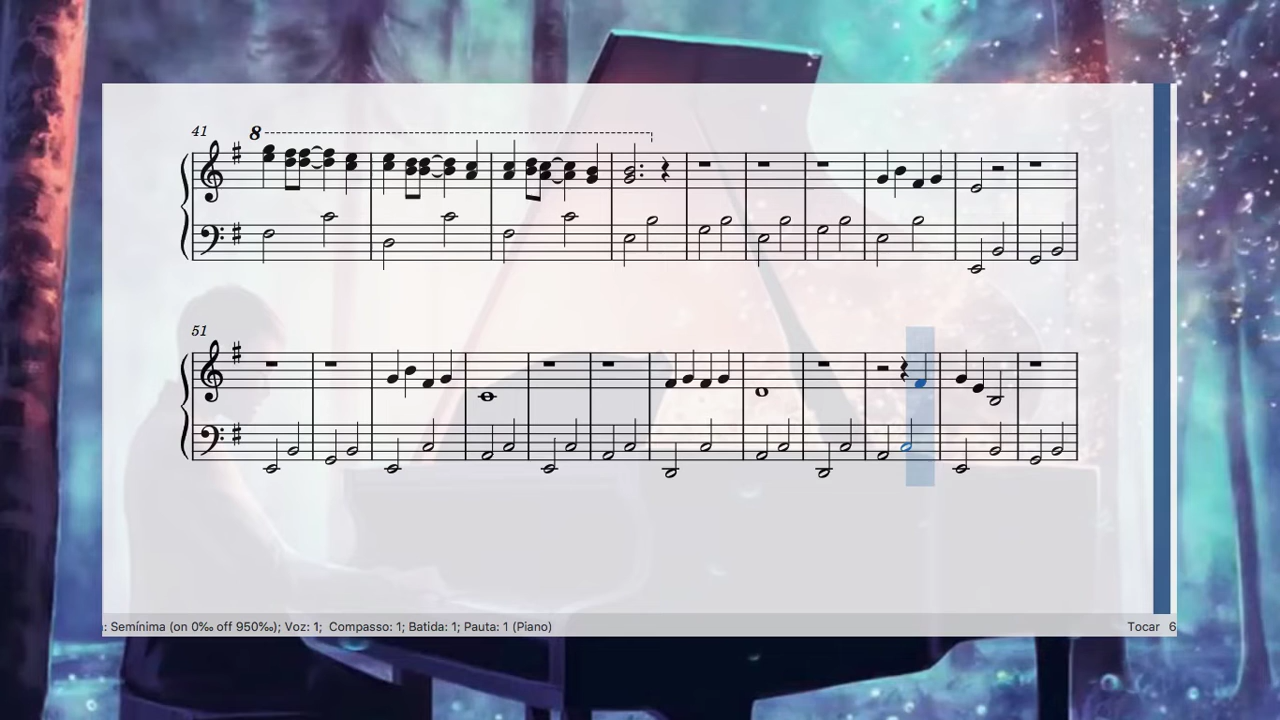 41
8
51
: Semínima (on 0‰ off 950‰); Voz: 1;  Compasso: 1; Batida: 1; Pauta: 1 (Piano)
Tocar 6